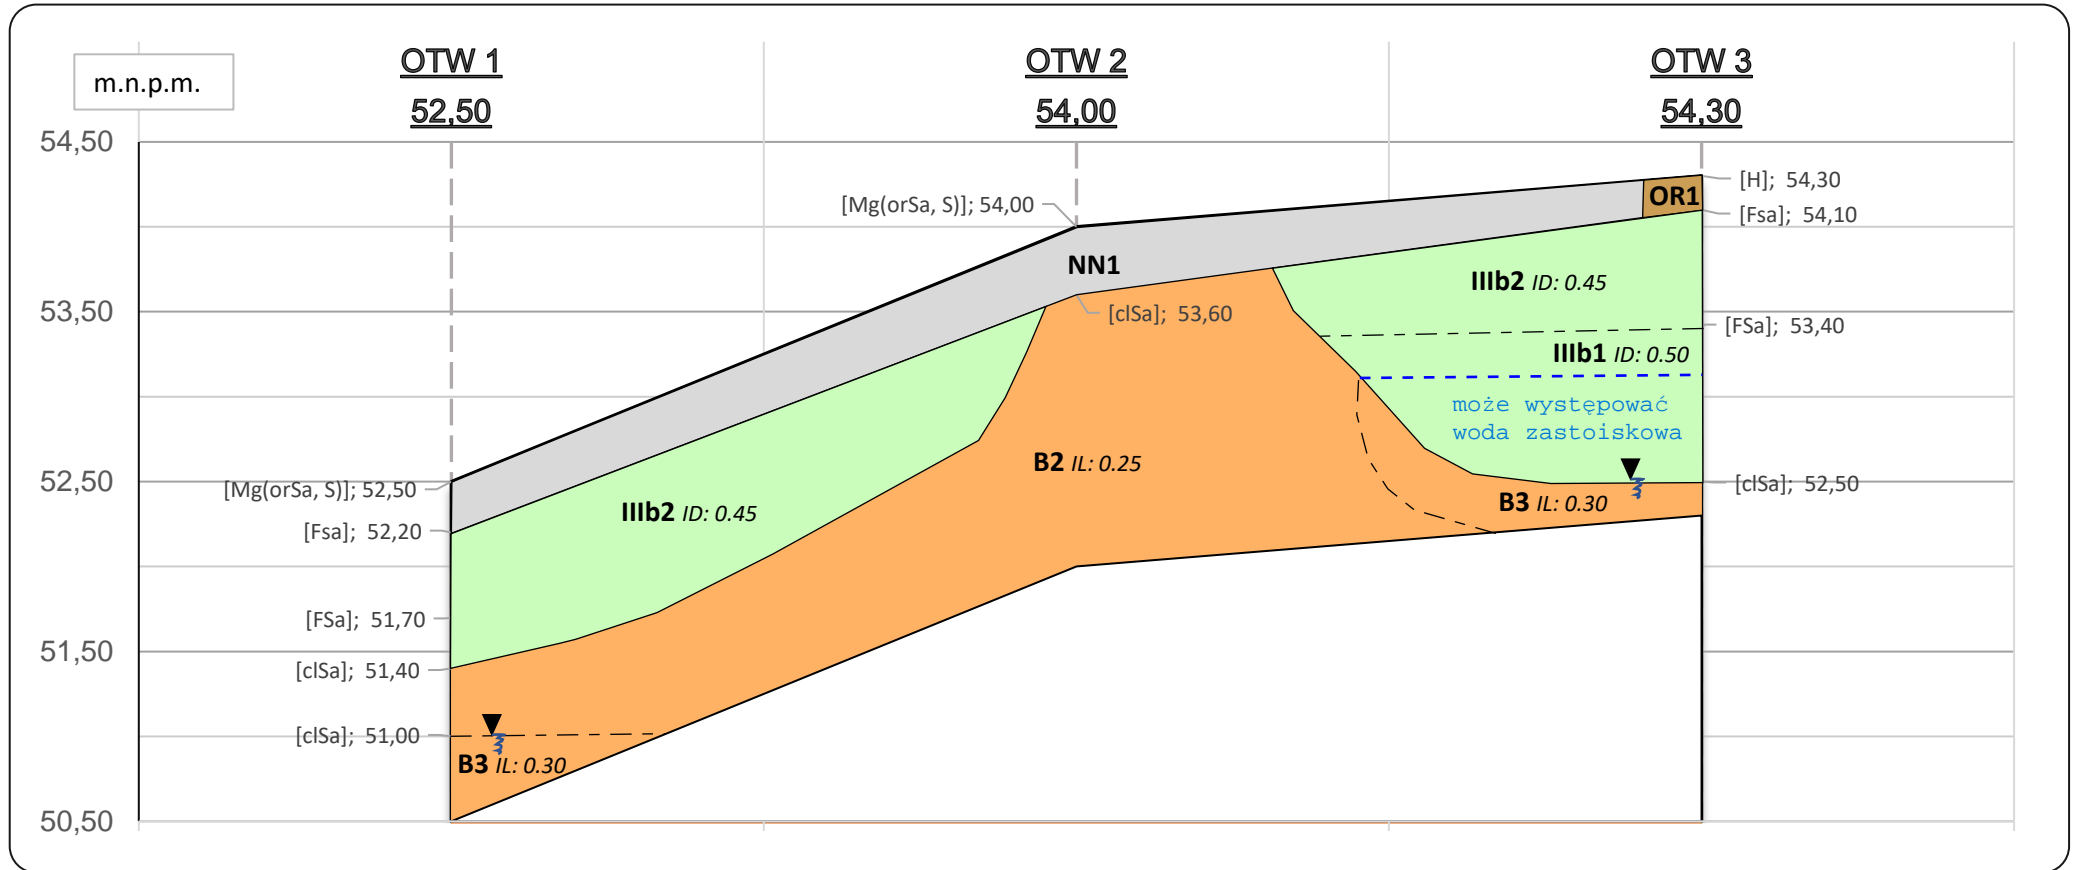 m.n.p.m.
OTW 1
52,50
OTW 2
54,00
OTW 3
54,30
54,50
53,50
52,50
51,50
50,50
[Mg(orSa, S)]; 52,50
[Fsa]; 52,20
[FSa]; 51,70
[clSa]; 51,40
[clSa]; 51,00
[Mg(orSa, S)]; 54,00
[clSa]; 53,60
[H]; 54,30
[Fsa]; 54,10
[FSa]; 53,40
[clSa]; 52,50
NN1
OR1
IIIb2 ID: 0.45
IIIb1 ID: 0.50
może występować
woda zastoiskowa
IIIb2 ID: 0.45
B2 IL: 0.25
B3 IL: 0.30
B3 IL: 0.30